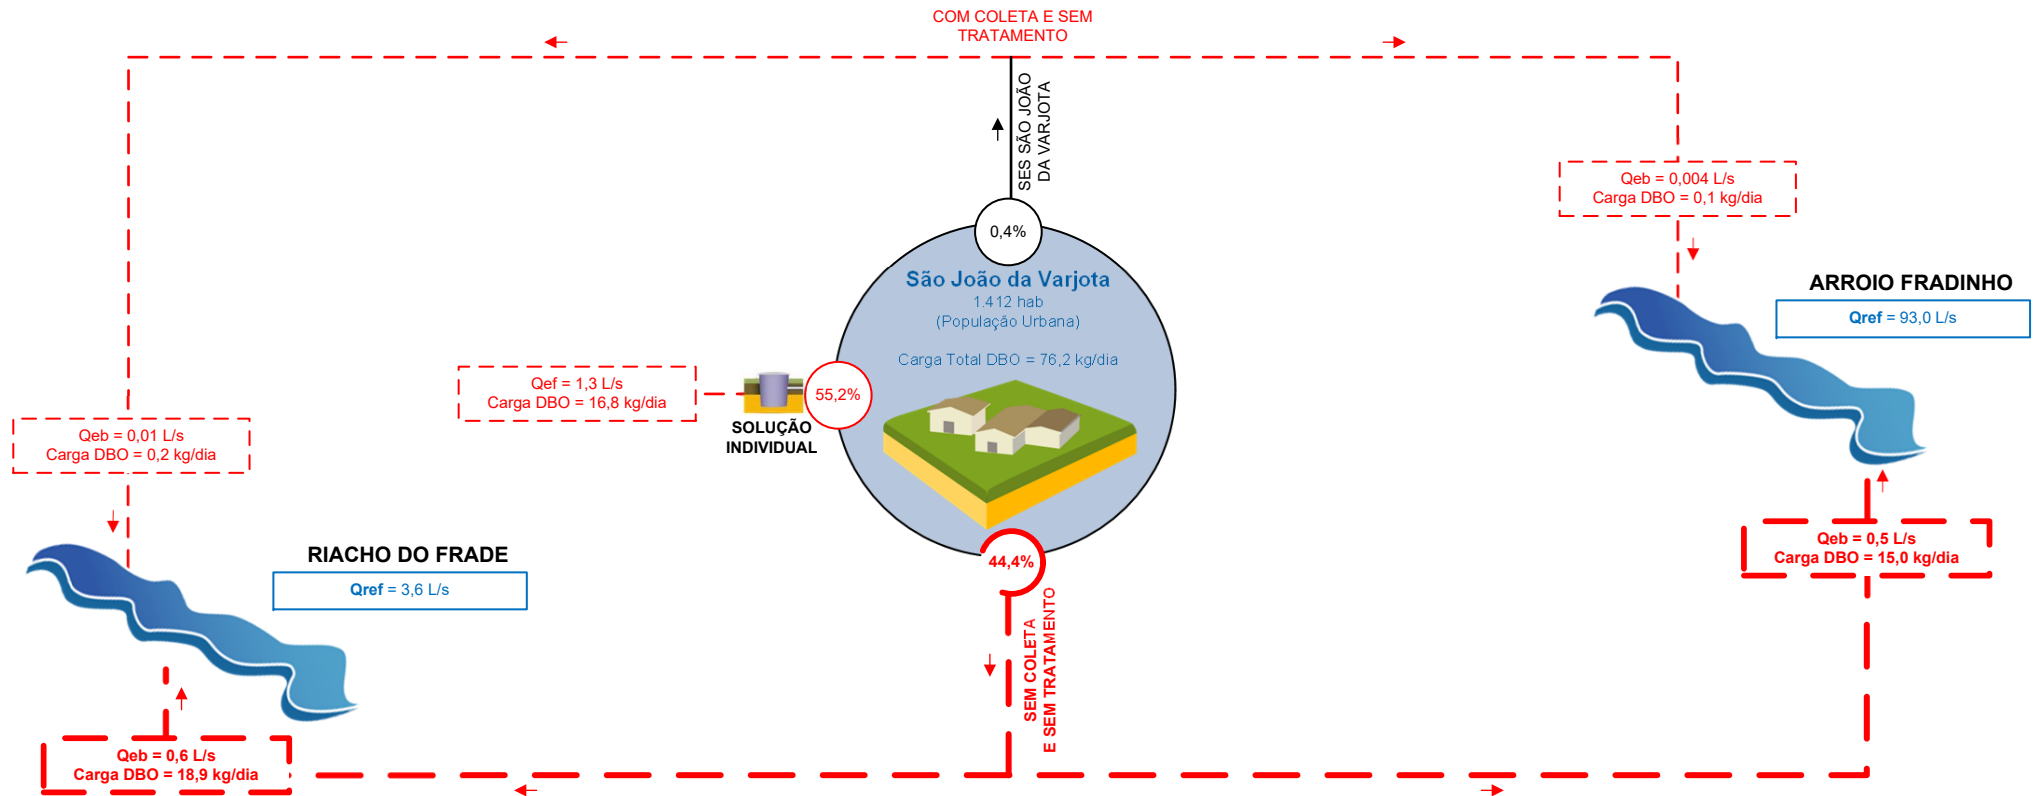 COM COLETA E SEM
TRATAMENTO
SES SÃO JOÃO
DA VARJOTA
Qeb = 0,004 L/s
Carga DBO = 0,1 kg/dia
0,4%
São João da Varjota
1.412 hab
(População Urbana)
Carga Total DBO = 76,2 kg/dia
ARROIO FRADINHO
Qref = 93,0 L/s
Qef = 1,3 L/s
Carga DBO = 16,8 kg/dia
55,2%
SOLUÇÃO
INDIVIDUAL
Qeb = 0,01 L/s
Carga DBO = 0,2 kg/dia
RIACHO DO FRADE
Qref = 3,6 L/s
44,4%
SEM COLETA
E SEM TRATAMENTO
Qeb = 0,5 L/s
Carga DBO = 15,0 kg/dia
Qeb = 0,6 L/s
Carga DBO = 18,9 kg/dia